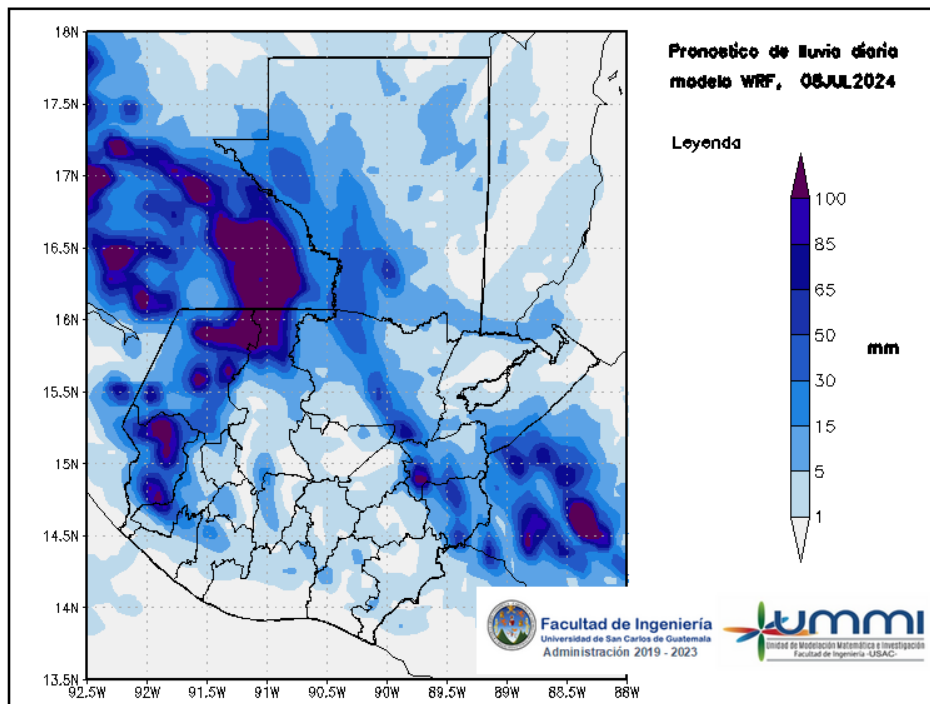 Pronostico de lluvia diaria
modelo WRF, 08JUL2024
Leyenda
100
85
65
50
30
15
5
1
mm
18N
17.5N
17N
16.5N
16N
15.5N
15N
14.5N
14N
13.5N
92.5W
92W
91.5W
91W
90.5W
90W
89.5W
89W
88.5W
88W
Facultad de Ingeniería
Universidad de San Carlos de Guatemala
Administración 2019 - 2023
UMMI
Unidad de Modelación Matemática e Investigación
Facultad de Ingeniería -USAC-